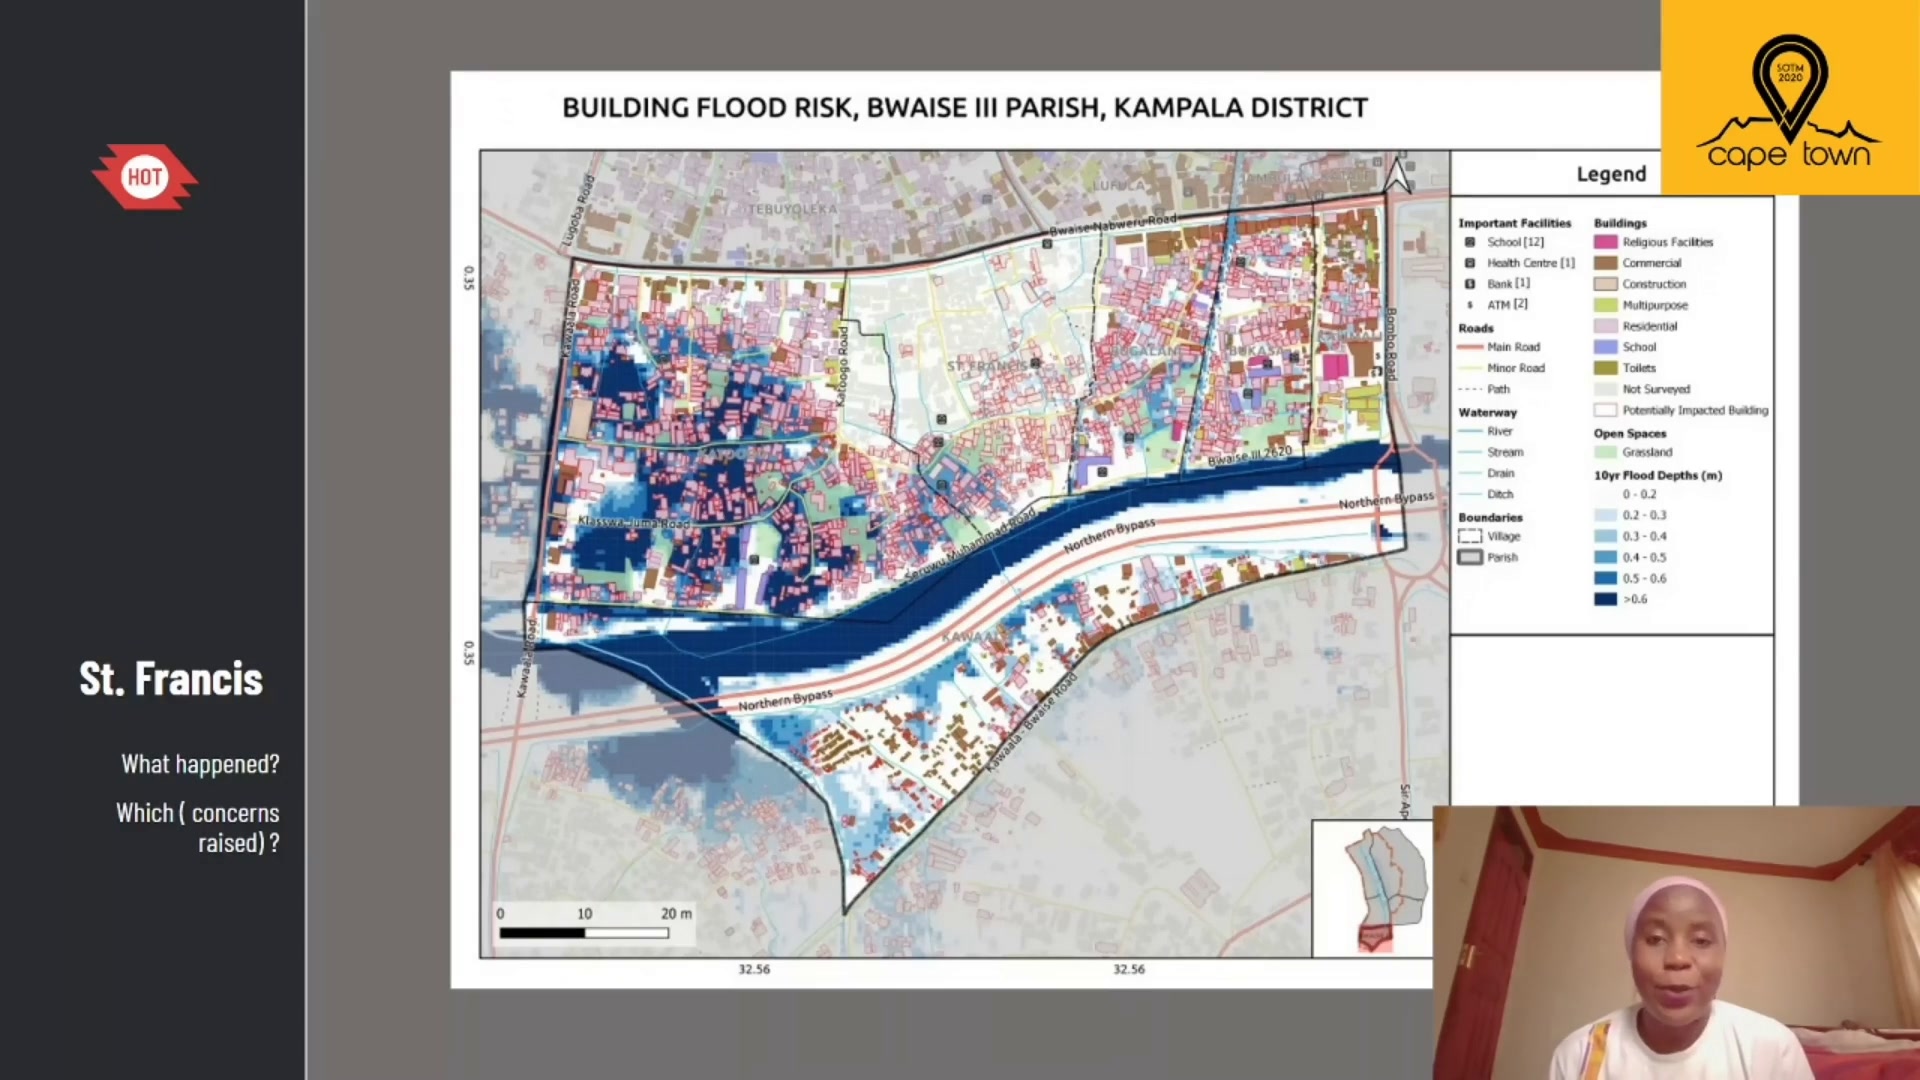 HOT
St. Francis
What happened?
Which ( concerns
raised) ?
BUILDING FLOOD RISK, BWAISE III PARISH, KAMPALA DISTRICT
SOTM
2020
cape town
Legend
Important Facilities
School [12]
Health Centre [1]
Bank [1]
$ ATM [2]
Roads
Main Road
Minor Road
Path
Waterway
River
Stream
Drain
Ditch
Boundaries
Village
Parish
Buildings
Religious Facilities
Commercial
Construction
Multipurpose
Residential
School
Toilets
Not Surveyed
Potentially Impacted Building
Open Spaces
Grassland
10yr Flood Depths (m)
0 - 0.2
0.2 - 0.3
0.3 - 0.4
0.4 - 0.5
0.5 - 0.6
>0.6
TEBUYOLEKA
LUFULA
Lugoba Road
Bwaise-Nabweru Road
0.35
Kawaala Road
Katoogo Road
ST. FRANCIS
BUKASA
Bombo Road
Bwaise III 2620
Northern Bypass
Klasswa Juma Road
Seruwu Muhammad Road
Northern Bypass
0.35
Kawaala Road
KAWAALA
Northern Bypass
Kawaala - Bwaise Road
Sir Ap
0 10 20 m
32.56
32.56